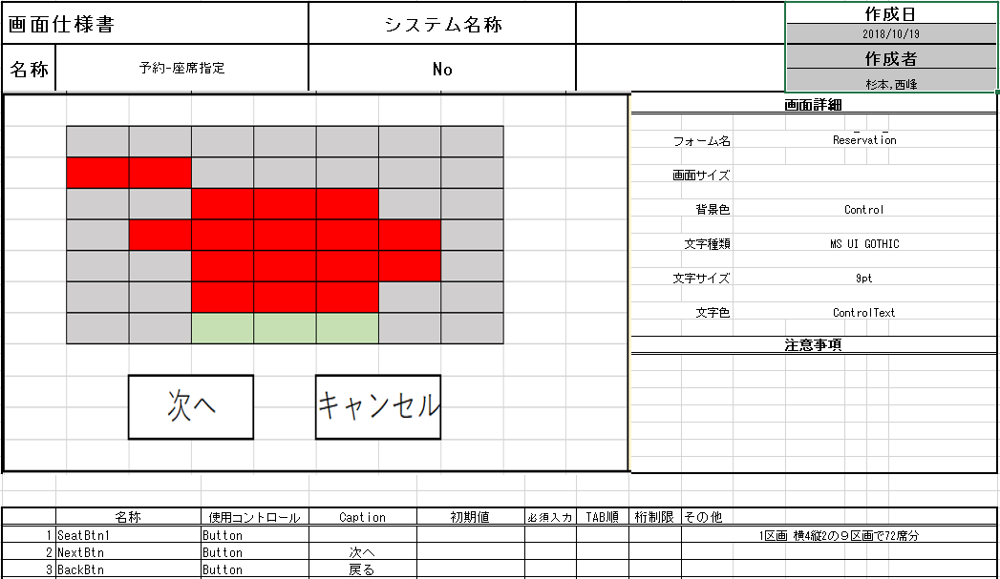 画面仕様書 システム名称 作成日
2018/10/19
名称 予約-座席指定 No 作成者
杉本,西峰
画面詳細
フォーム名 Reservation
画面サイズ
背景色 Control
文字種類 MS UI GOTHIC
文字サイズ 9pt
文字色 ControlText
注意事項
次へ キャンセル
名称 使用コントロール Caption 初期値 必須入力 TAB順 桁制限 その他
1 SeatBtn1 Button 1区画 横4縦2の9区画で72席分
2 NextBtn Button 次へ
3 BackBtn Button 戻る